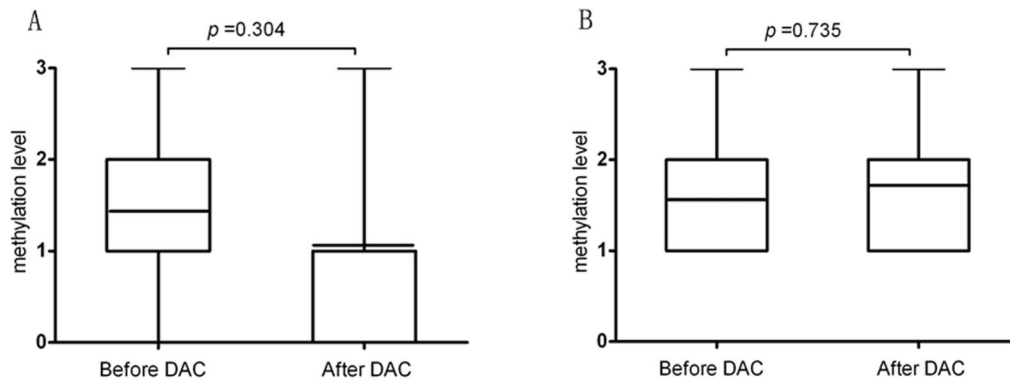 A
p =0.304
methylation level
3
2
1
0
Before DAC
After DAC
B
p =0.735
methylation level
3
2
1
0
Before DAC
After DAC